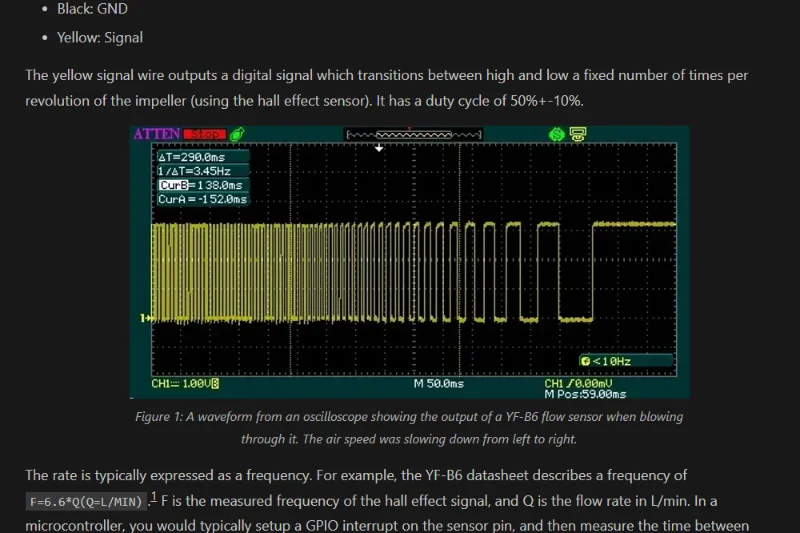 Black: GND
Yellow: Signal
The yellow signal wire outputs a digital signal which transitions between high and low a fixed number of times per
revolution of the impeller (using the hall effect sensor). It has a duty cycle of 50%+-10%.
ATTEN Stop
ΔT=290.0ms
1/ΔT=3.45Hz
CurB=138.0ms
CurA=-152.0ms
1
<10Hz
CH1 1.00VB M 50.0ms CH1 0.00mV
M Pos:59.00ms
Figure 1: A waveform from an oscilloscope showing the output of a YF-B6 flow sensor when blowing
through it. The air speed was slowing down from left to right.
The rate is typically expressed as a frequency. For example, the YF-B6 datasheet describes a frequency of
F=6.6*Q(Q=L/MIN).1 F is the measured frequency of the hall effect signal, and Q is the flow rate in L/min. In a
microcontroller, you would typically setup a GPIO interrupt on the sensor pin, and then measure the time between